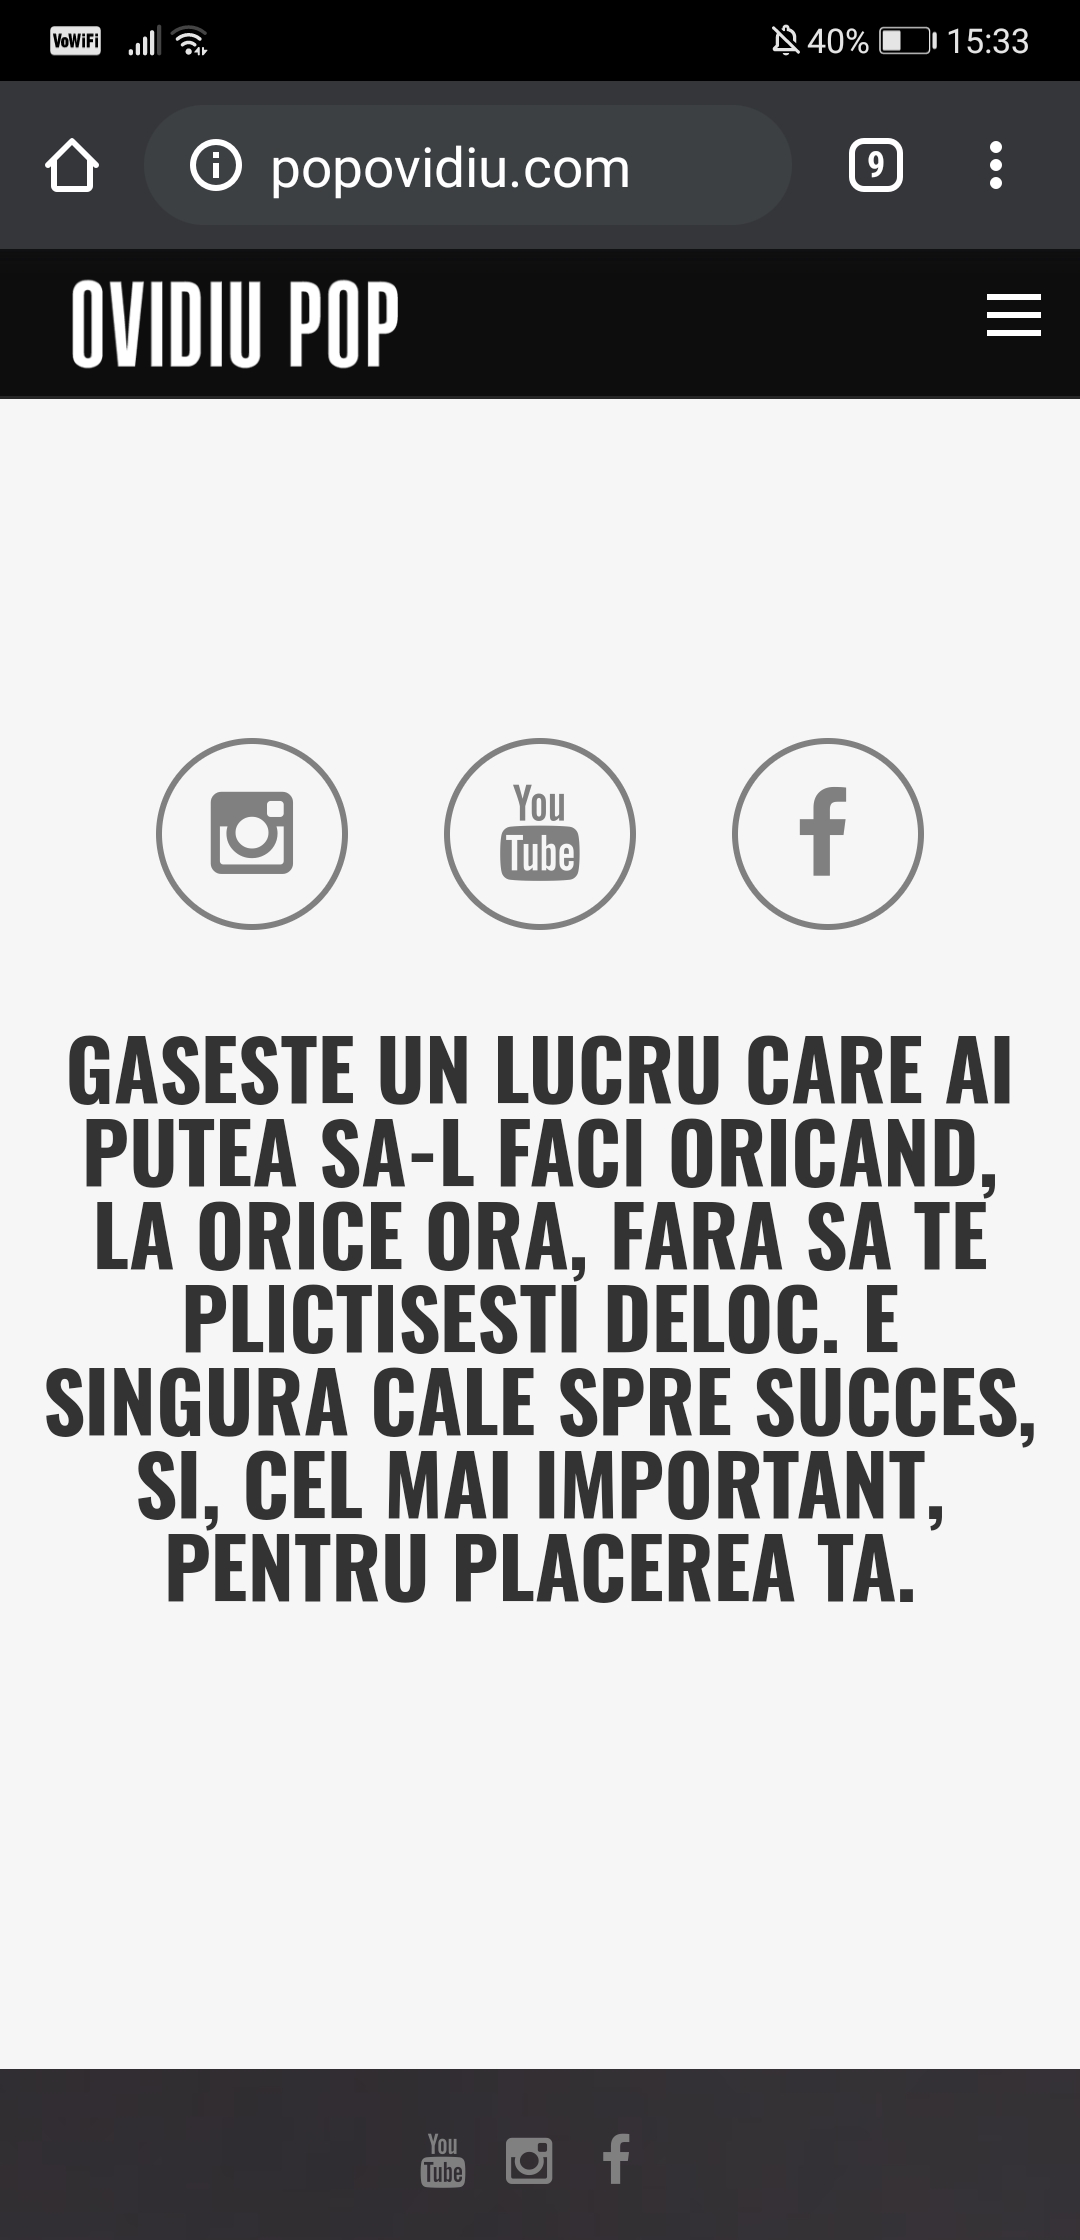 VoWiFi 40% 15:33
popovidiu.com 9
OVIDIU POP
You
Tube
GASESTE UN LUCRU CARE AI
PUTEA SA-L FACI ORICAND,
LA ORICE ORA, FARA SA TE
PLICTISESTI DELOC. E
SINGURA CALE SPRE SUCCES,
SI, CEL MAI IMPORTANT,
PENTRU PLACEREA TA.
You
Tube